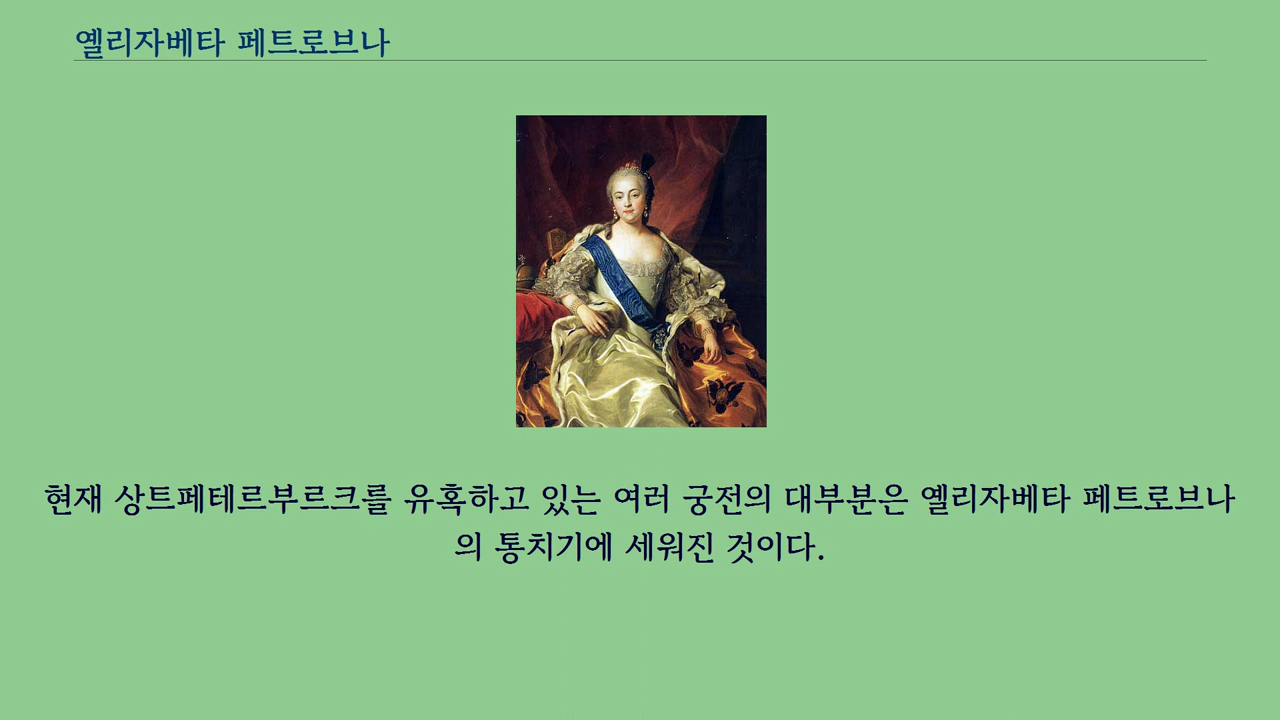 옐리자베타 페트로브나
현재 상트페테르부르크를 유혹하고 있는 여러 궁전의 대부분은 옐리자베타 페트로브나
의 통치기에 세워진 것이다.